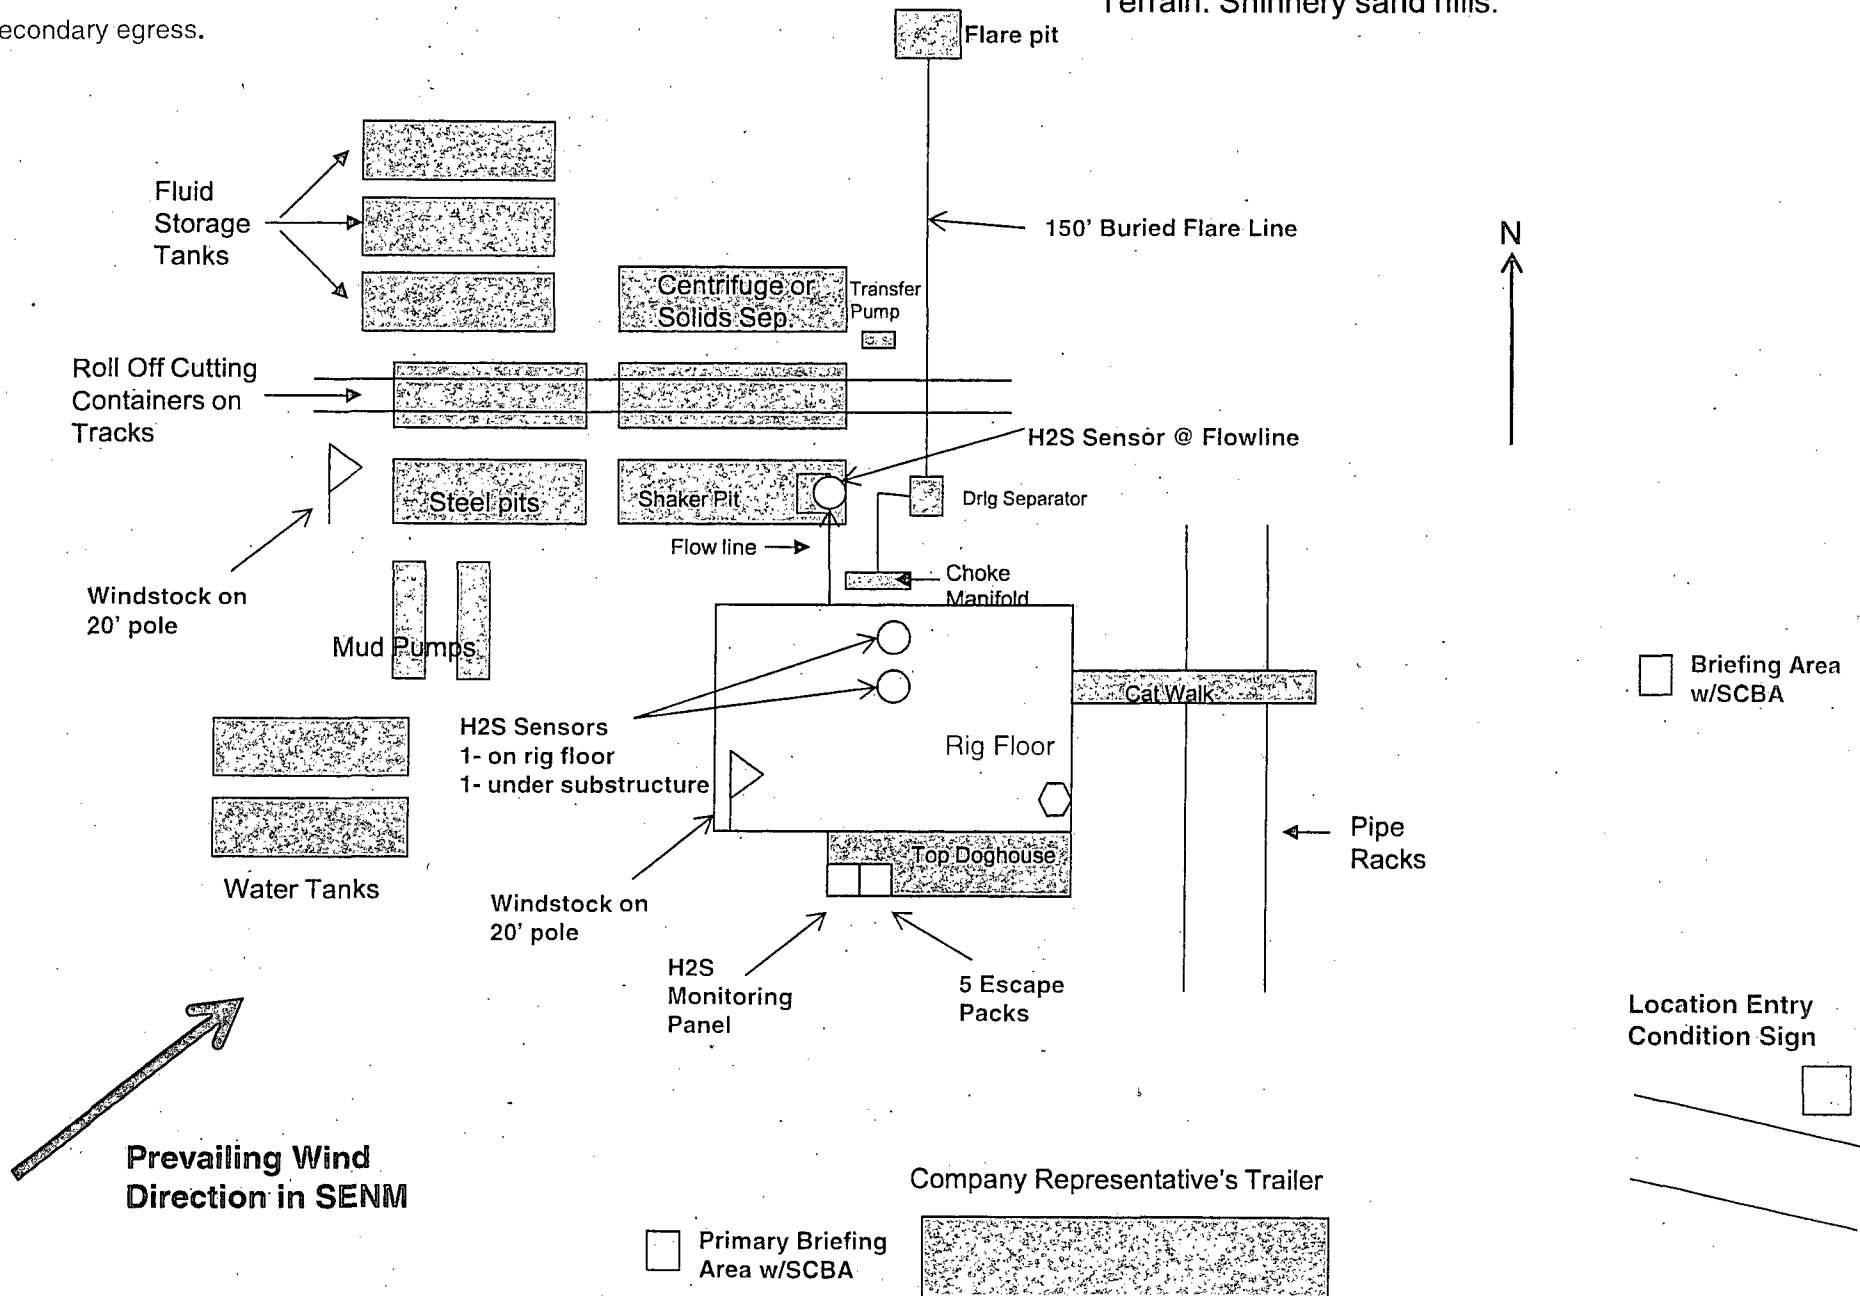 Terrain: Shinnery sand hills.
econdary egress.
Flare pit
Fluid
Storage
Tanks
150' Buried Flare Line
N
Centrifuge or
Solids Sep.
Transfer
Pump
Roll Off Cutting
Containers on
Tracks
H2S Sensor @ Flowline
Steel pits
Shaker Pit
Drlg Separator
Flow line
Choke
Manifold
Windstock on
20' pole
Mud Pumps
Briefing Area
w/SCBA
Cat Walk
H2S Sensors
1- on rig floor
1- under substructure
Rig Floor
Pipe
Racks
Top Doghouse
Water Tanks
Windstock on
20' pole
H2S
Monitoring
Panel
5 Escape
Packs
Location Entry
Condition Sign
Prevailing Wind
Direction in SENM
Company Representative's Trailer
Primary Briefing
Area w/SCBA